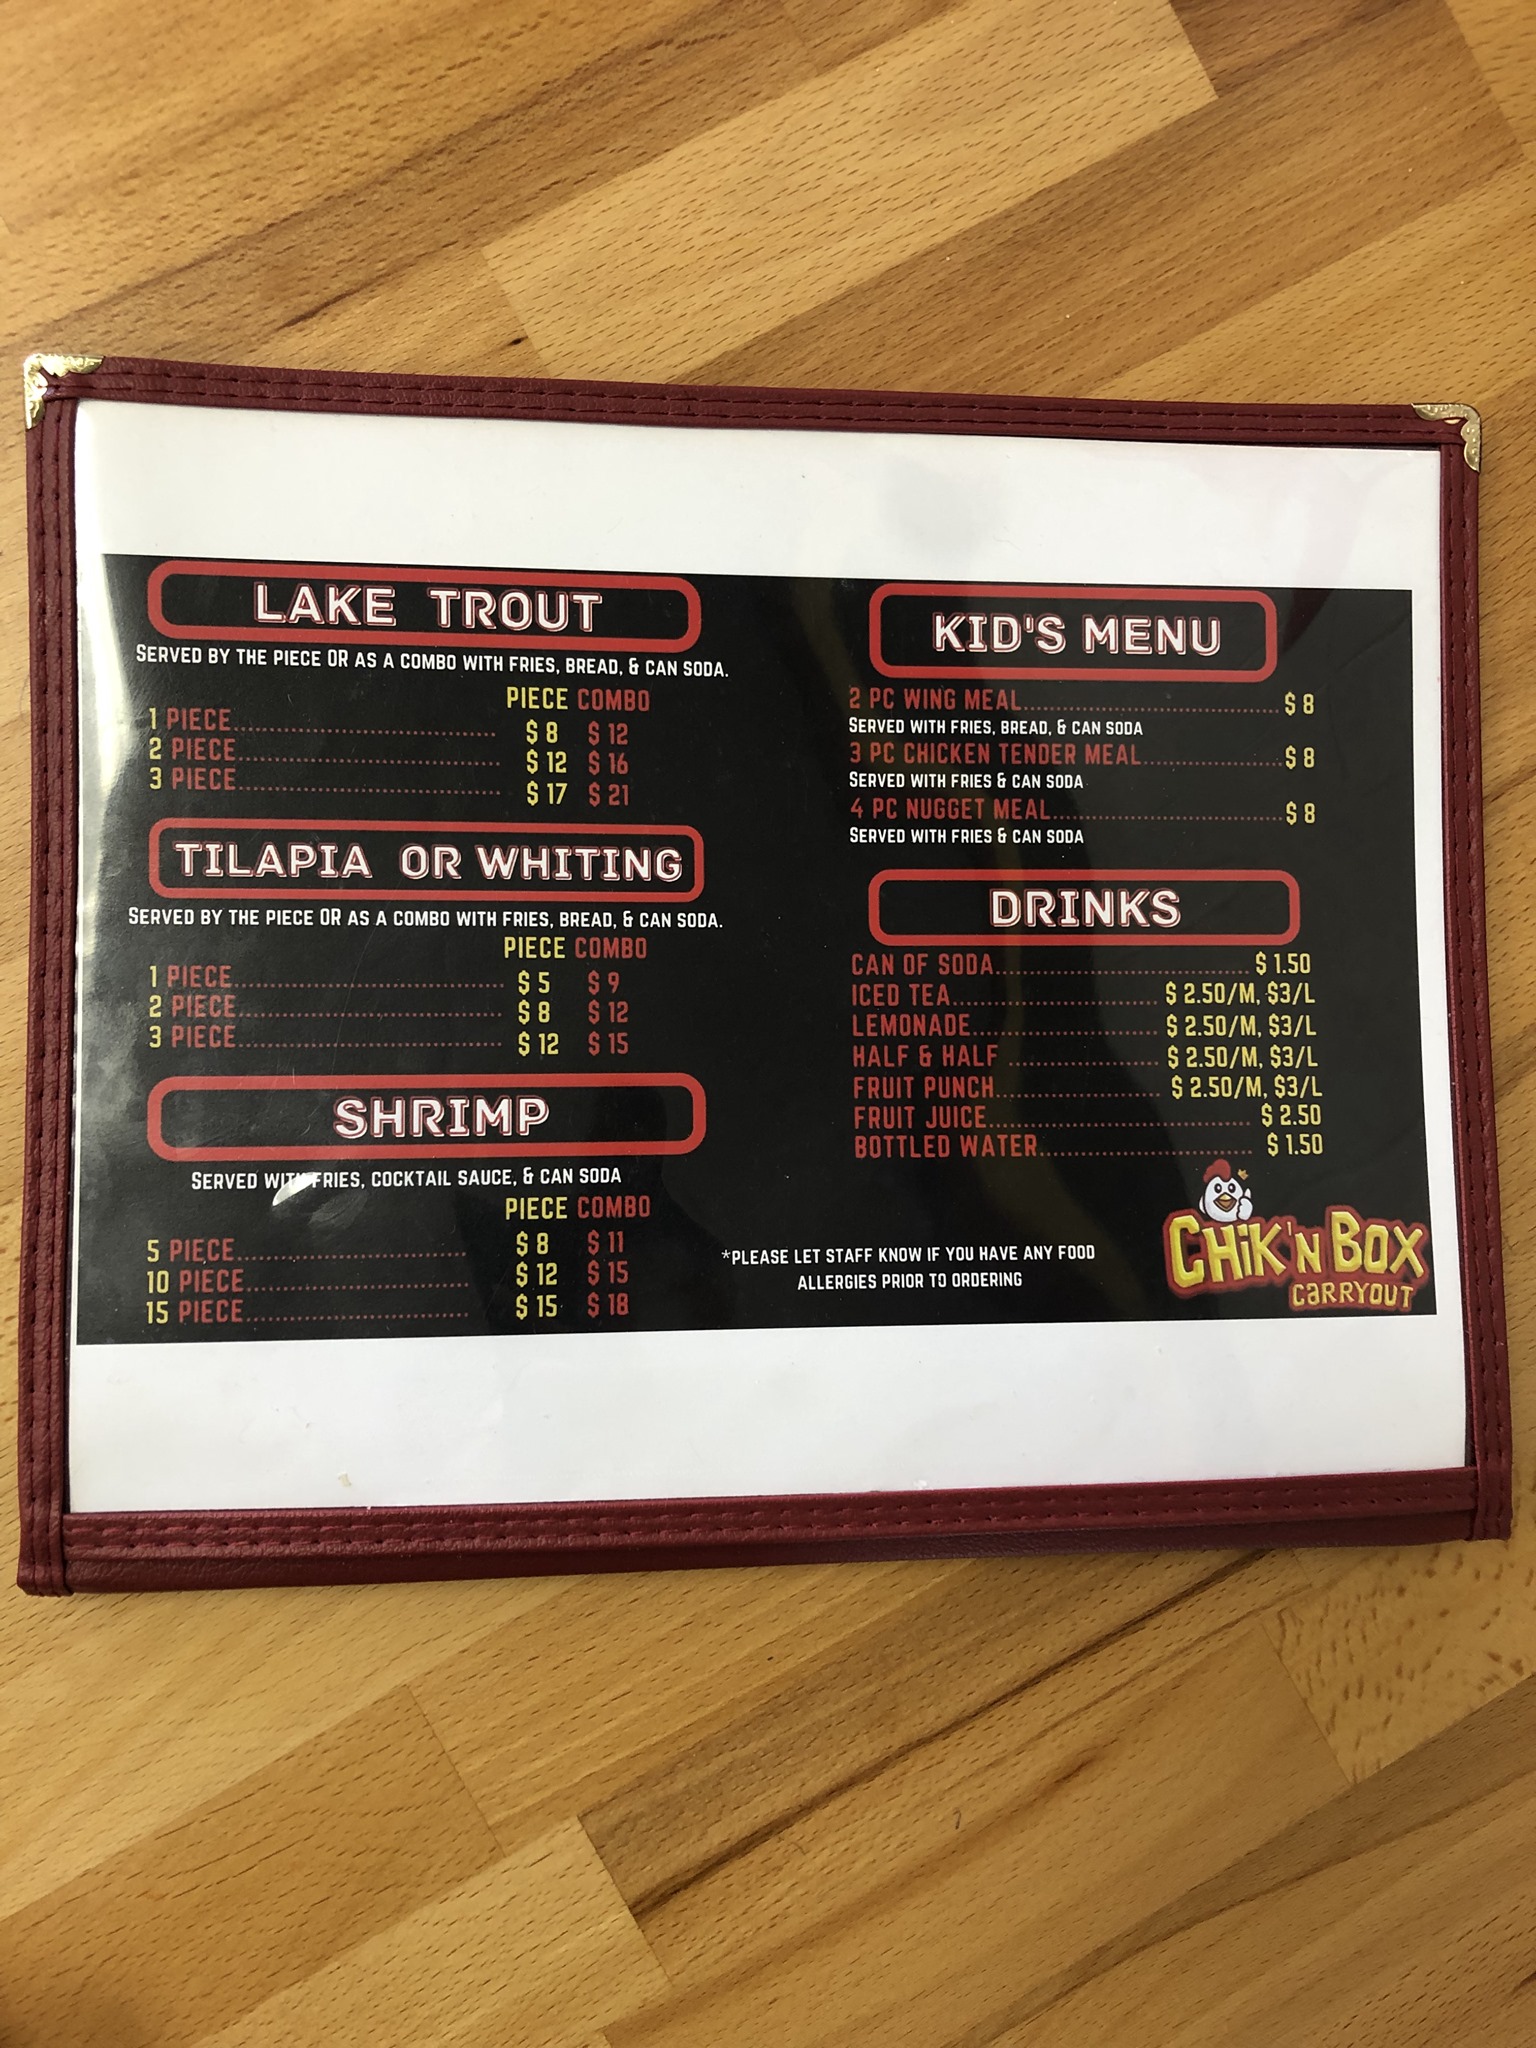 LAKE TROUT
SERVED BY THE PIECE OR AS A COMBO WITH FRIES, BREAD, & CAN SODA.
PIECE COMBO
1 PIECE.......................................... $ 8 $ 12
2 PIECE.......................................... $ 12 $ 16
3 PIECE.......................................... $ 17 $ 21
TILAPIA OR WHITING
SERVED BY THE PIECE OR AS A COMBO WITH FRIES, BREAD, & CAN SODA.
PIECE COMBO
1 PIECE.......................................... $ 5 $ 9
2 PIECE.......................................... $ 8 $ 12
3 PIECE.......................................... $ 12 $ 15
SHRIMP
SERVED WITH FRIES, COCKTAIL SAUCE, & CAN SODA
PIECE COMBO
5 PIECE..................................... $ 8 $ 11
10 PIECE..................................... $ 12 $ 15
15 PIECE..................................... $ 15 $ 18
KID'S MENU
2 PC WING MEAL.......................................... $ 8
SERVED WITH FRIES, BREAD, & CAN SODA
3 PC CHICKEN TENDER MEAL....................... $ 8
SERVED WITH FRIES & CAN SODA
4 PC NUGGET MEAL...................................... $ 8
SERVED WITH FRIES & CAN SODA
DRINKS
CAN OF SODA.......................................... $ 1.50
ICED TEA.................................. $ 2.50/M, $3/L
LEMONADE............................... $ 2.50/M, $3/L
HALF & HALF ......................... $ 2.50/M, $3/L
FRUIT PUNCH........................... $ 2.50/M, $3/L
FRUIT JUICE........................................... $ 2.50
BOTTLED WATER................................... $ 1.50
*PLEASE LET STAFF KNOW IF YOU HAVE ANY FOOD
ALLERGIES PRIOR TO ORDERING
CHiK'N BOX
CARRYOUT